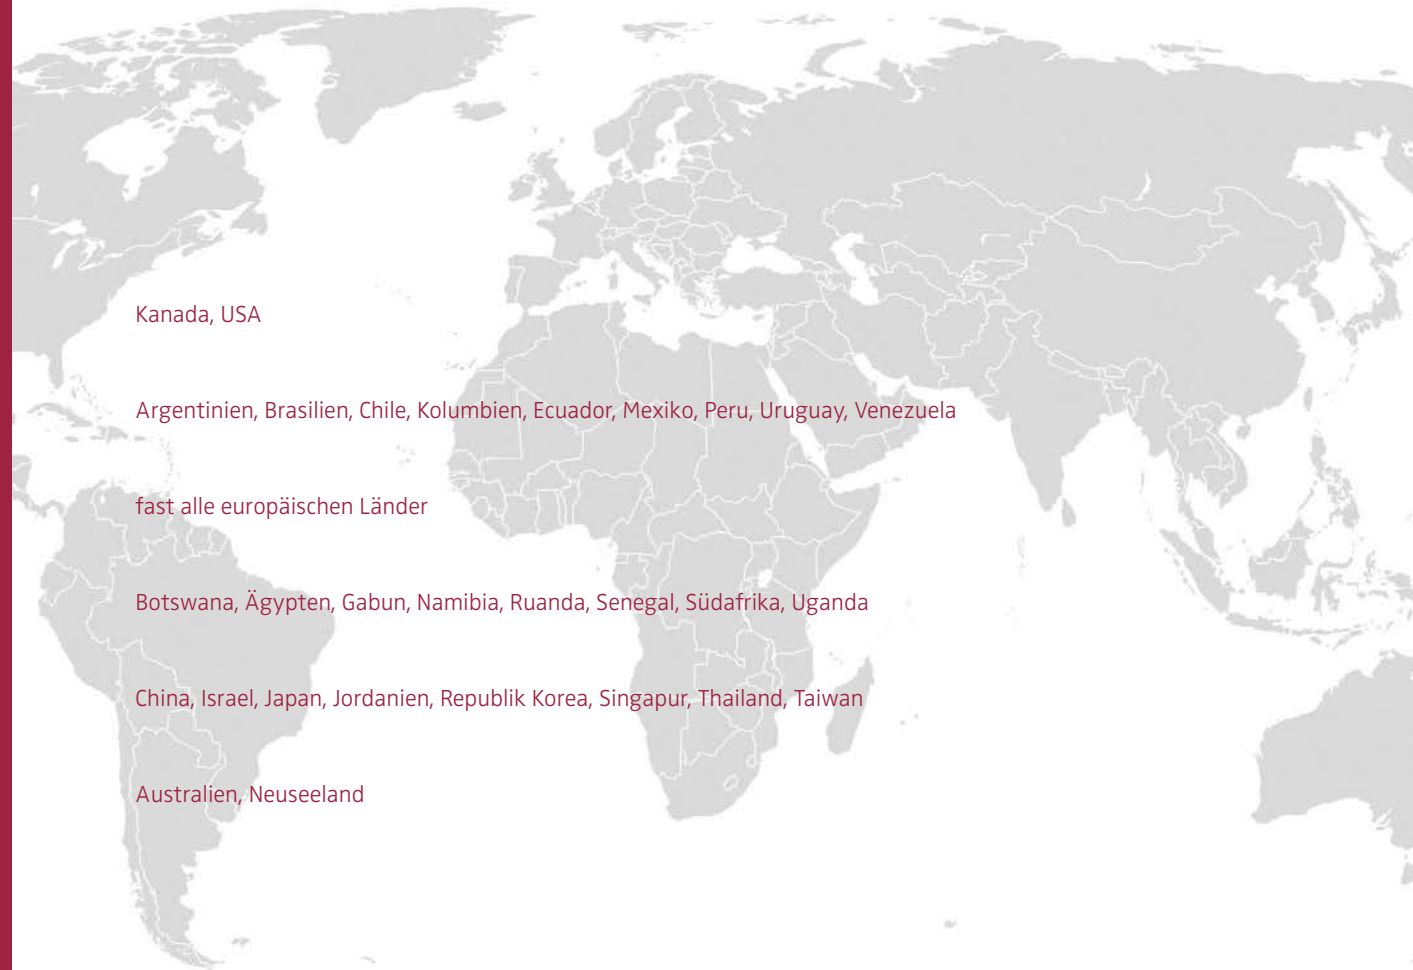 Kanada, USA
Argentinien, Brasilien, Chile, Kolumbien, Ecuador, Mexiko, Peru, Uruguay, Venezuela
fast alle europäischen Länder
Botswana, Ägypten, Gabun, Namibia, Ruanda, Senegal, Südafrika, Uganda
China, Israel, Japan, Jordanien, Republik Korea, Singapur, Thailand, Taiwan
Australien, Neuseeland